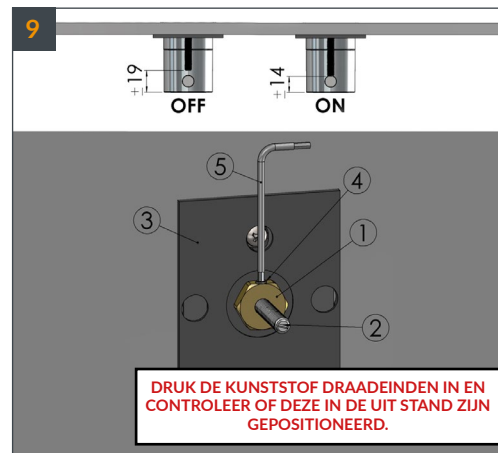 9
±19
±14
OFF
ON
5
4
3
1
2
DRUK DE KUNSTSTOF DRAADEINDEN IN EN
CONTROLEER OF DEZE IN DE UIT STAND ZIJN
GEPOSITIONEERD.